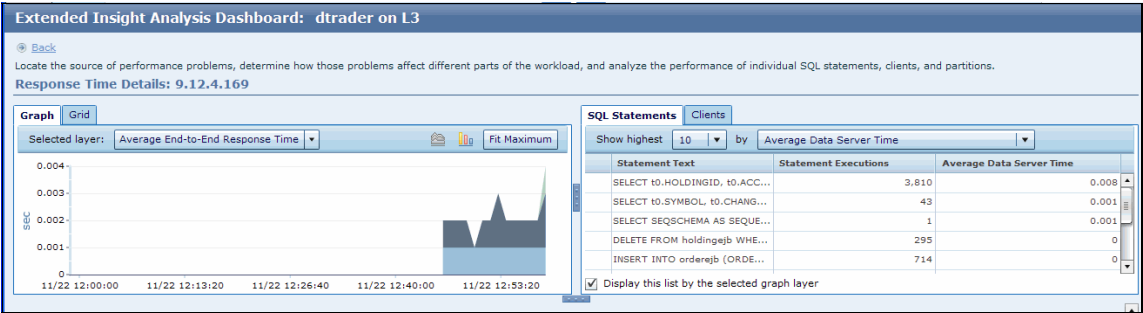 Extended Insight Analysis Dashboard: dtrader on L3
Back
Locate the source of performance problems, determine how those problems affect different parts of the workload, and analyze the performance of individual SQL statements, clients, and partitions.
Response Time Details: 9.12.4.169
Graph Grid
Selected layer: Average End-to-End Response Time Fit Maximum
0.004
0.003
0.002
0.001
0
sec
11/22 12:00:00 11/22 12:13:20 11/22 12:26:40 11/22 12:40:00 11/22 12:53:20
SQL Statements Clients
Show highest 10 by Average Data Server Time
Statement Text Statement Executions Average Data Server Time
SELECT t0.HOLDINGID, t0.ACC... 3,810 0.008
SELECT t0.SYMBOL, t0.CHANG... 43 0.001
SELECT SEQSCHEMA AS SEQUE... 1 0.001
DELETE FROM holdingejb WHE... 295 0
INSERT INTO orderejb (ORDE... 714 0
Display this list by the selected graph layer